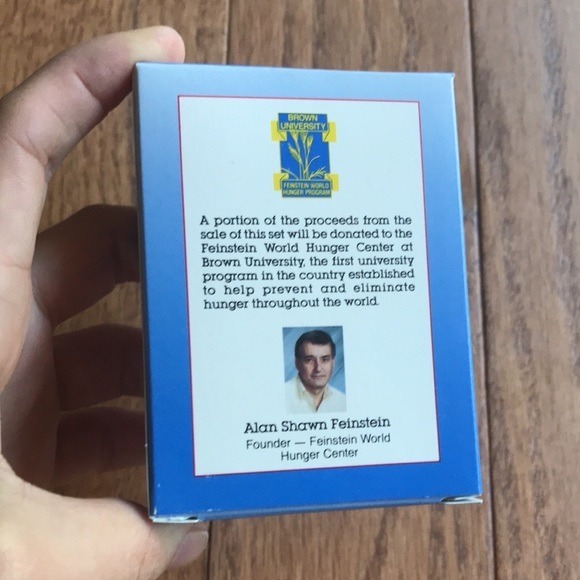 BROWN
UNIVERSITY
FEINSTEIN WORLD
HUNGER PROGRAM
A portion of the proceeds from the
sale of this set will be donated to the
Feinstein World Hunger Center at
Brown University, the first university
program in the country established
to help prevent and eliminate
hunger throughout the world.
Alan Shawn Feinstein
Founder — Feinstein World
Hunger Center